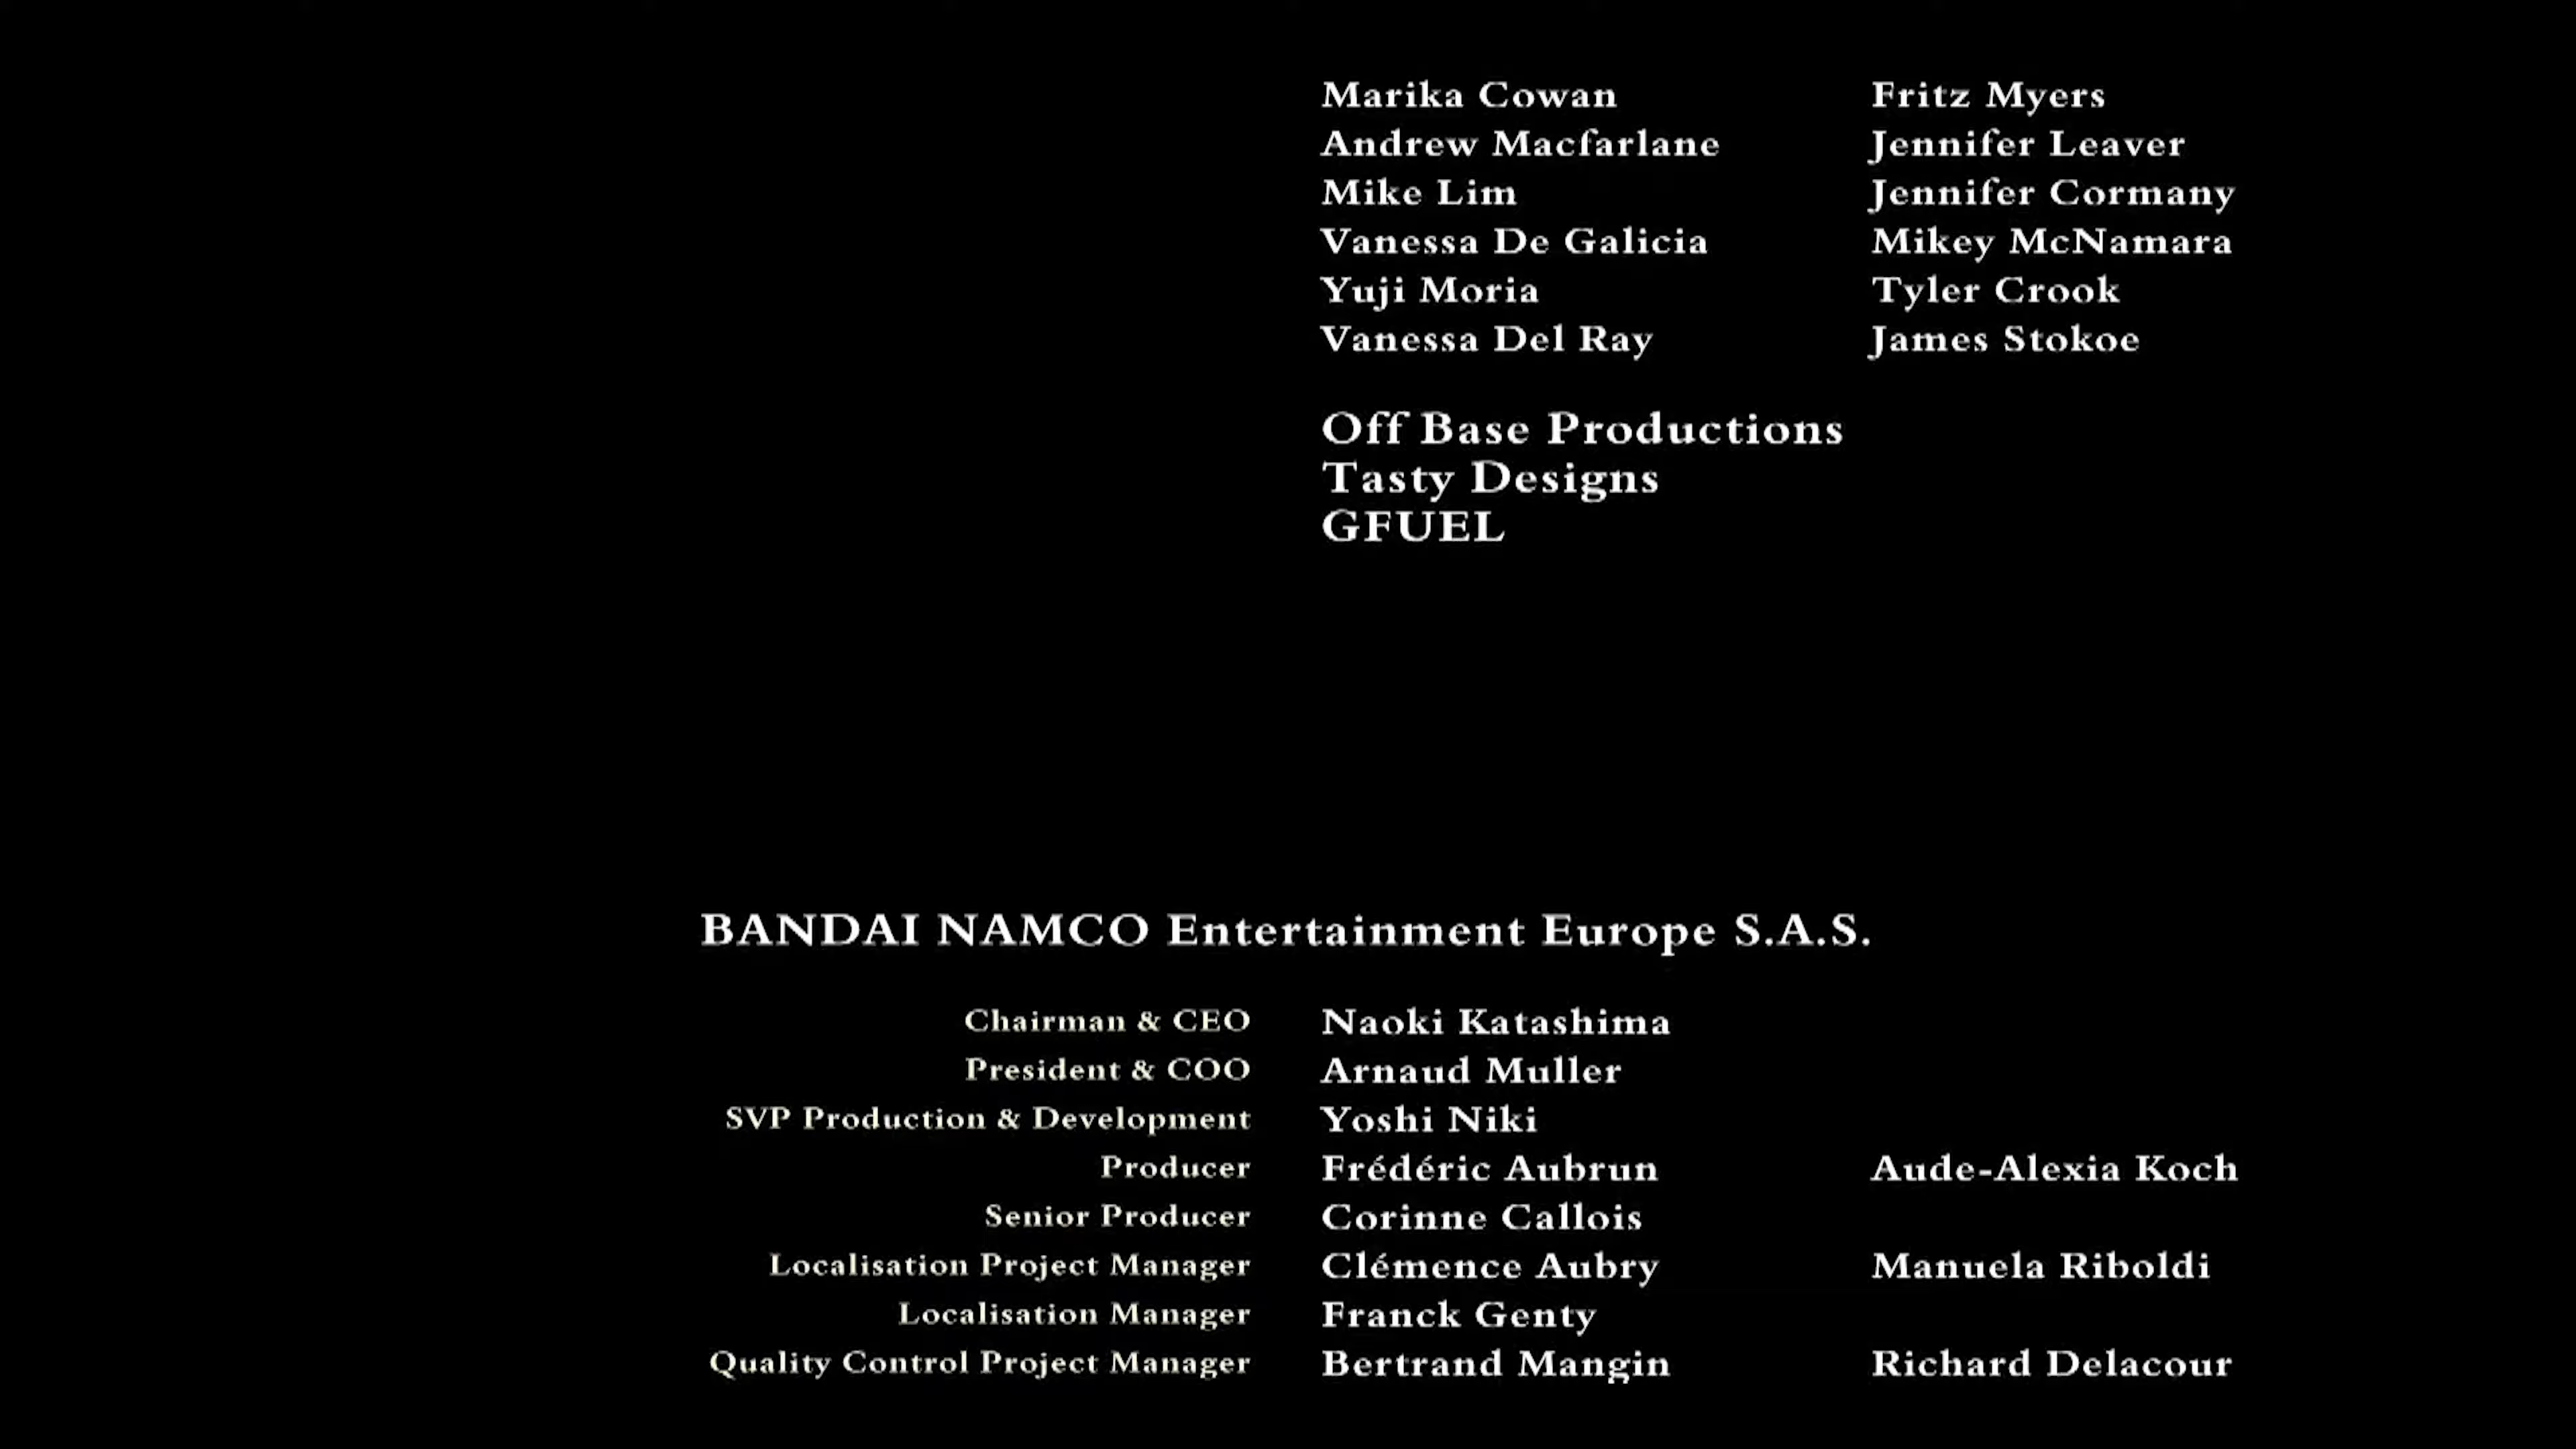 Marika Cowan Fritz Myers
Andrew Macfarlane Jennifer Leaver
Mike Lim Jennifer Cormany
Vanessa De Galicia Mikey McNamara
Yuji Moria Tyler Crook
Vanessa Del Ray James Stokoe
Off Base Productions
Tasty Designs
GFUEL
BANDAI NAMCO Entertainment Europe S.A.S.
Chairman & CEO Naoki Katashima
President & COO Arnaud Muller
SVP Production & Development Yoshi Niki
Producer Frédéric Aubrun Aude-Alexia Koch
Senior Producer Corinne Callois
Localisation Project Manager Clémence Aubry Manuela Riboldi
Localisation Manager Franck Genty
Quality Control Project Manager Bertrand Mangin Richard Delacour